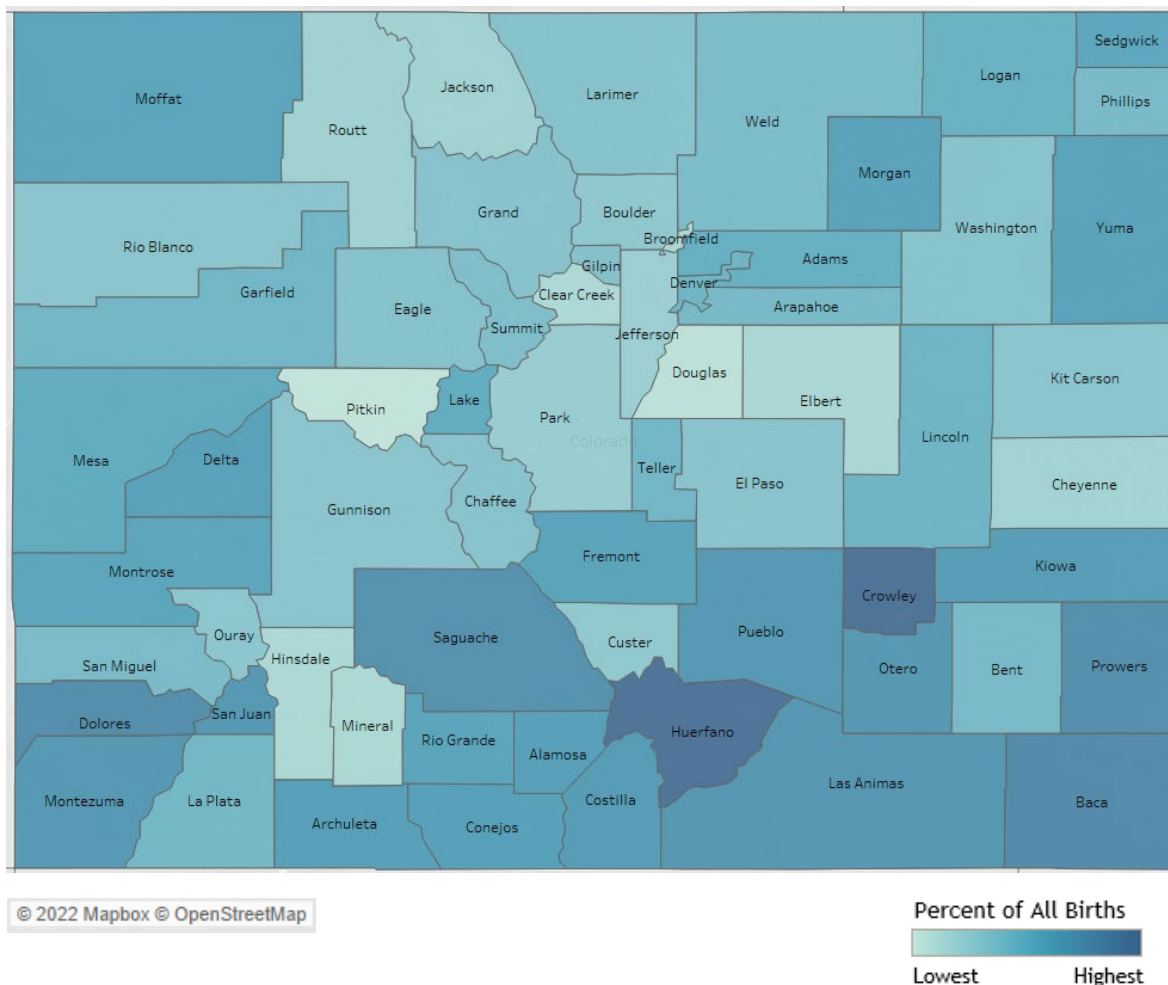 Sedgwick
Logan
Moffat
Jackson
Larimer
Phillips
Routt
Weld
Morgan
Grand
Boulder
Washington
Yuma
Rio Blanco
Broomfield
Gilpin
Adams
Garfield
Clear Creek
Denver
Eagle
Arapahoe
Summit
Jefferson
Douglas
Kit Carson
Lake
Elbert
Pitkin
Park
Colorado
Lincoln
Mesa
Delta
Teller
El Paso
Cheyenne
Chaffee
Gunnison
Fremont
Kiowa
Montrose
Crowley
Ouray
Saguache
Custer
Pueblo
Hinsdale
San Miguel
Otero
Bent
Prowers
Dolores
San Juan
Mineral
Rio Grande
Huerfano
Alamosa
Las Animas
Montezuma
La Plata
Costilla
Baca
Archuleta
Conejos
© 2022 Mapbox © OpenStreetMap
Percent of All Births
Lowest Highest